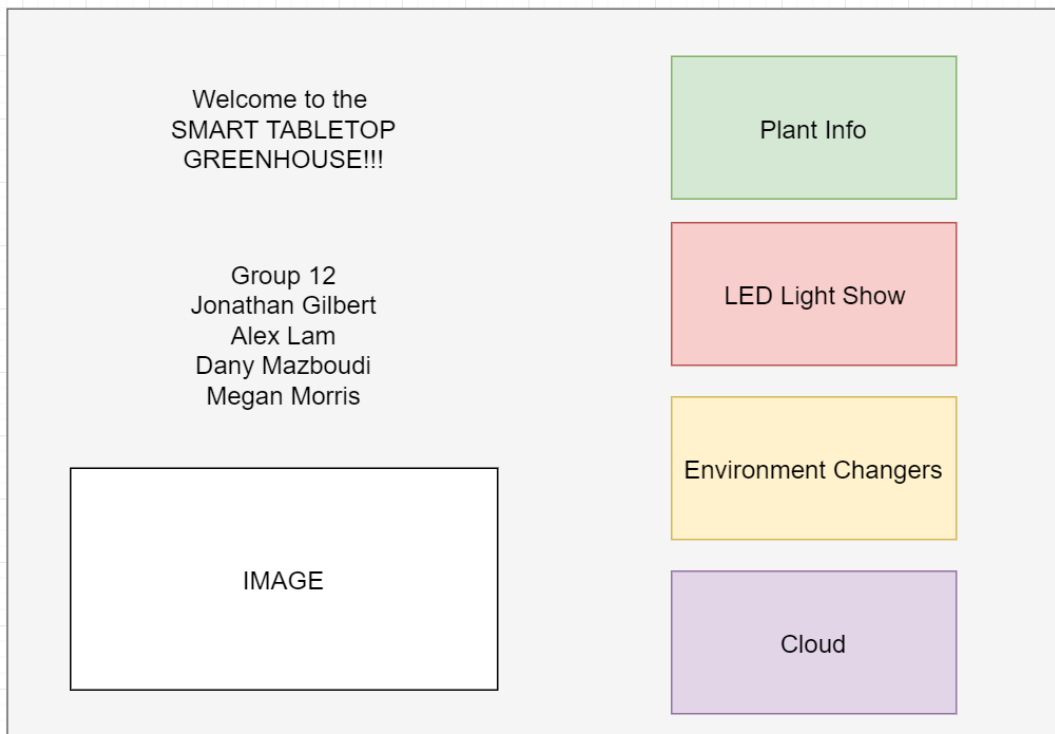 Welcome to the
SMART TABLETOP
GREENHOUSE!!!
Group 12
Jonathan Gilbert
Alex Lam
Dany Mazboudi
Megan Morris
IMAGE
Plant Info
LED Light Show
Environment Changers
Cloud